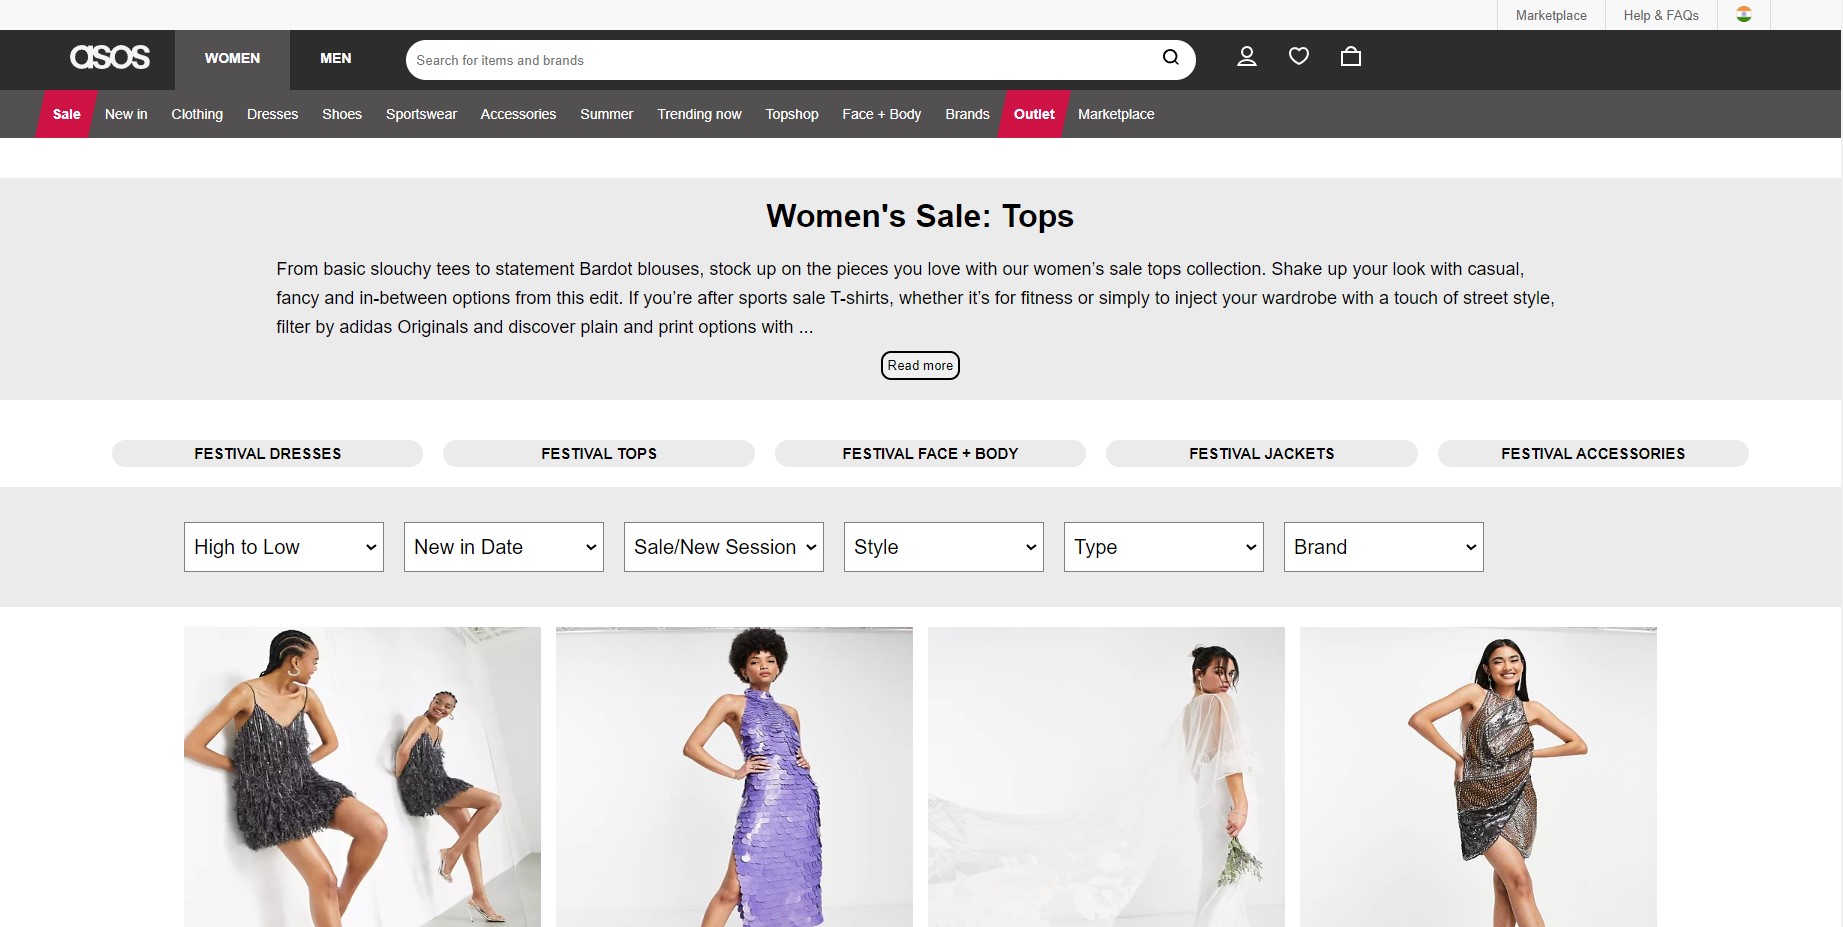 Marketplace
Help & FAQs
asos
WOMEN
MEN
Search for items and brands
Sale
New in
Clothing
Dresses
Shoes
Sportswear
Accessories
Summer
Trending now
Topshop
Face + Body
Brands
Outlet
Marketplace
Women's Sale: Tops
From basic slouchy tees to statement Bardot blouses, stock up on the pieces you love with our women’s sale tops collection. Shake up your look with casual,
fancy and in-between options from this edit. If you’re after sports sale T-shirts, whether it’s for fitness or simply to inject your wardrobe with a touch of street style,
filter by adidas Originals and discover plain and print options with ...
Read more
FESTIVAL DRESSES
FESTIVAL TOPS
FESTIVAL FACE + BODY
FESTIVAL JACKETS
FESTIVAL ACCESSORIES
High to Low
New in Date
Sale/New Session
Style
Type
Brand